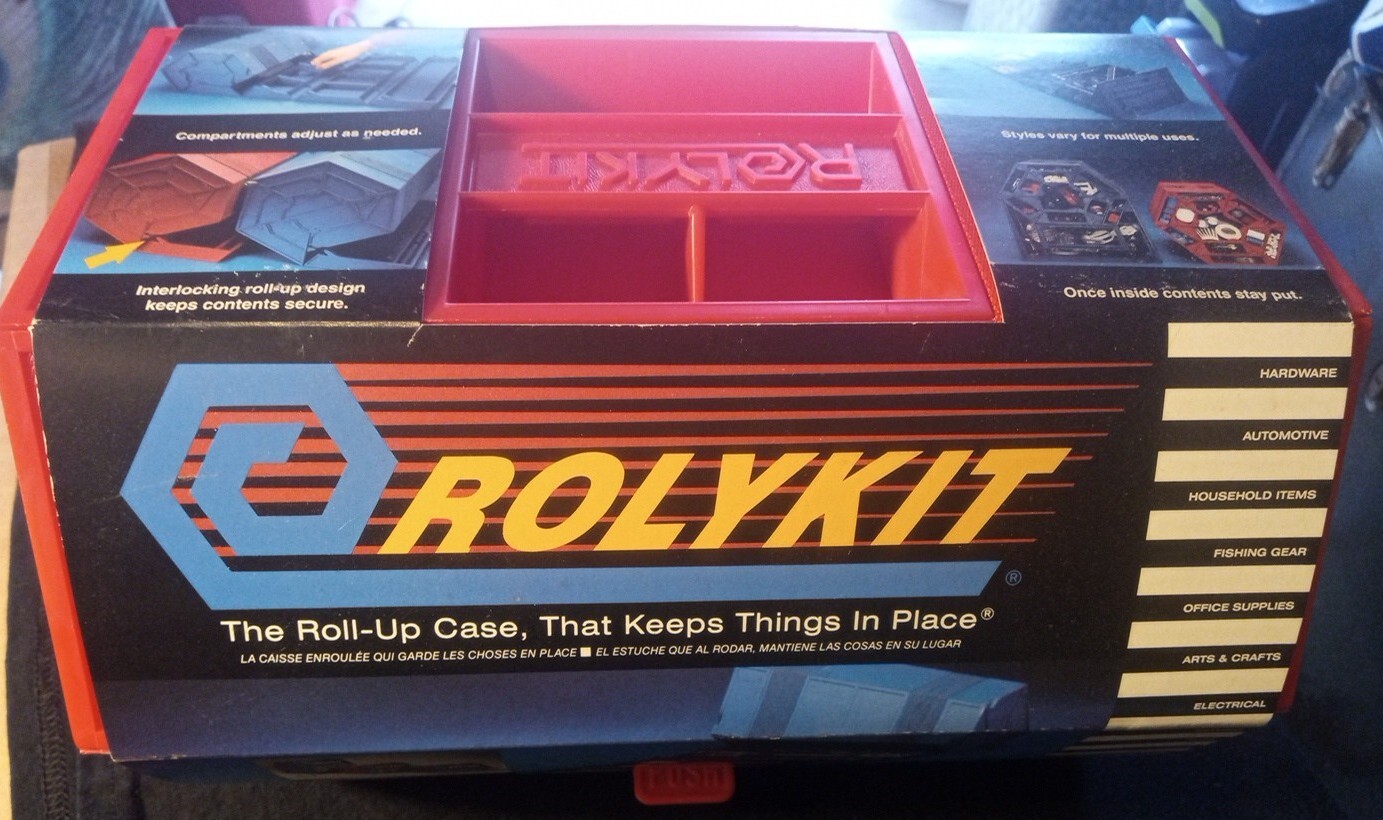 Compartments adjust as needed.
ROLYKIT
Styles vary for multiple uses.
Interlocking roll-up design
keeps contents secure.
Once inside contents stay put.
HARDWARE
AUTOMOTIVE
HOUSEHOLD ITEMS
FISHING GEAR
OFFICE SUPPLIES
ARTS & CRAFTS
ELECTRICAL
ROLYKIT ®
The Roll-Up Case, That Keeps Things In Place®
LA CAISSE ENROULÉE QUI GARDE LES CHOSES EN PLACE ■ EL ESTUCHE QUE AL RODAR, MANTIENE LAS COSAS EN SU LUGAR
PUSH